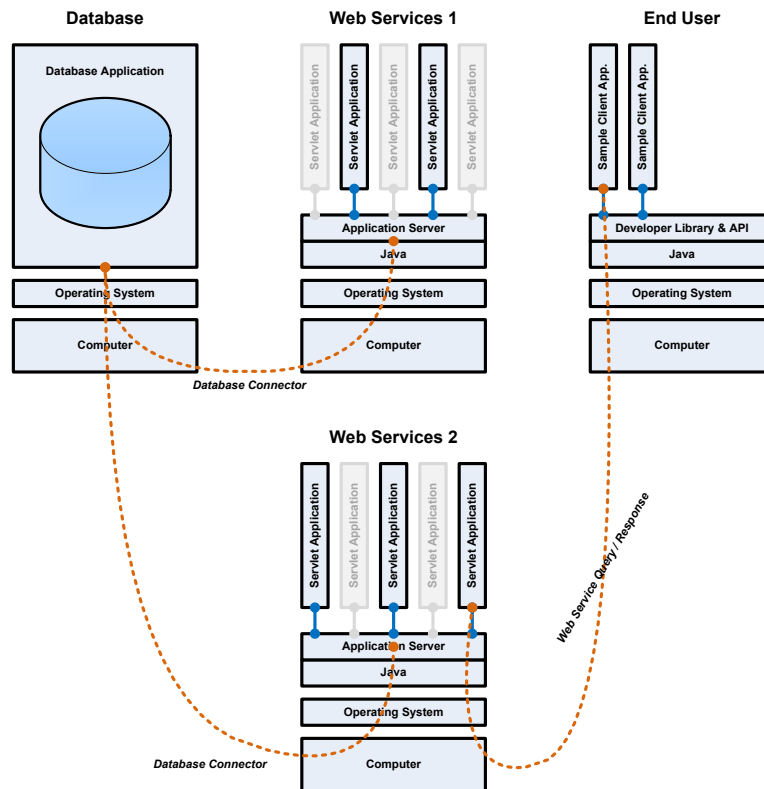 Database
Web Services 1
End User
Database Application
Servlet Application
Servlet Application
Servlet Application
Servlet Application
Servlet Application
Sample Client App.
Sample Client App.
Application Server
Developer Library & API
Java
Java
Operating System
Operating System
Operating System
Computer
Computer
Computer
Database Connector
Web Services 2
Servlet Application
Servlet Application
Servlet Application
Servlet Application
Servlet Application
Web Service Query / Response
Application Server
Java
Operating System
Database Connector
Computer